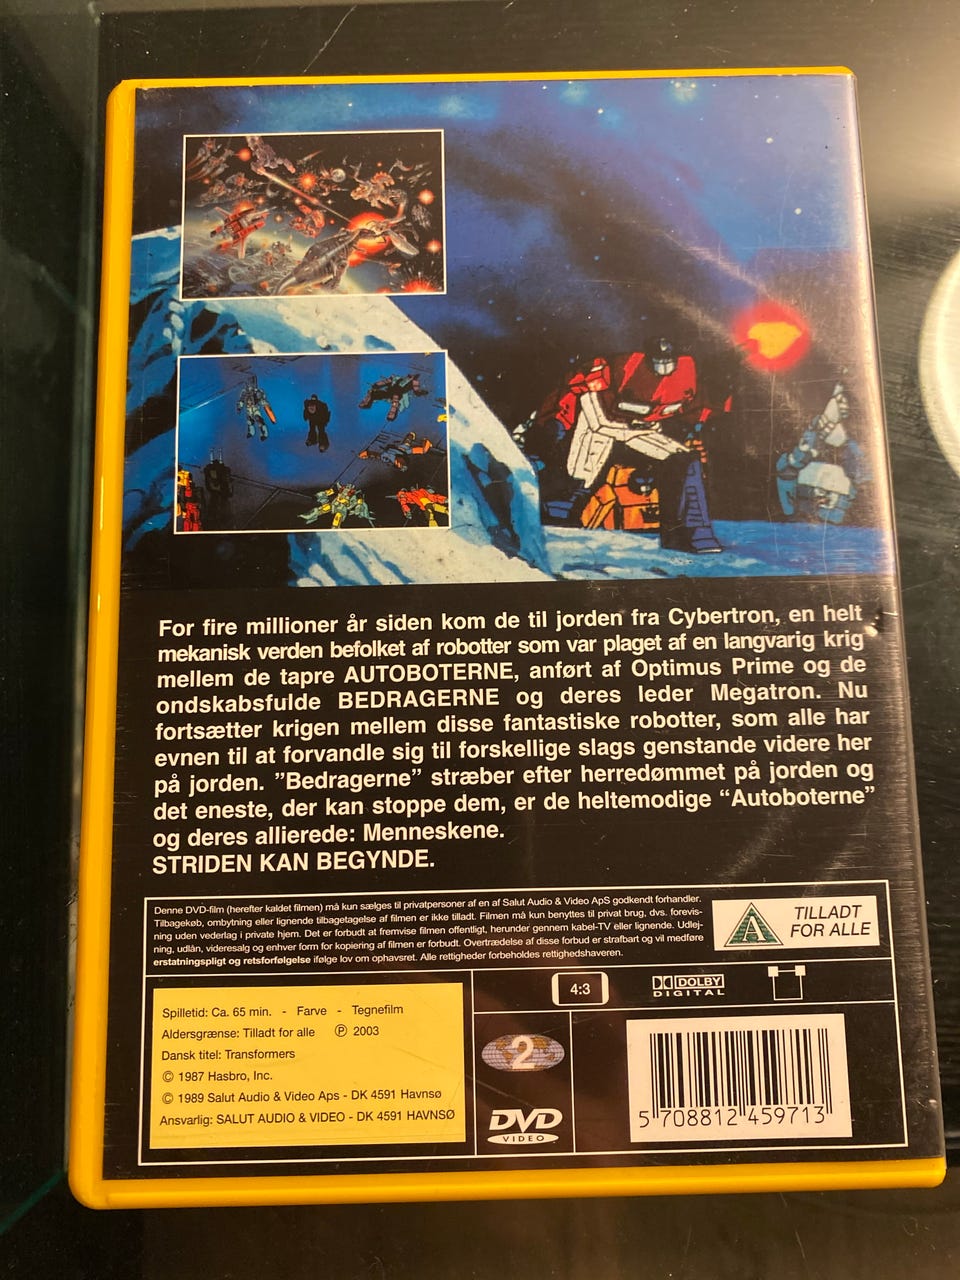 For fire millioner år siden kom de til jorden fra Cybertron, en helt
mekanisk verden befolket af robotter som var plaget af en langvarig krig
mellem de tapre AUTOBOTERNE, anført af Optimus Prime og de
ondskabsfulde BEDRAGERNE og deres leder Megatron. Nu
fortsætter krigen mellem disse fantastiske robotter, som alle har
evnen til at forvandle sig til forskellige slags genstande videre her
på jorden. ”Bedragerne” stræber efter herredømmet på jorden og
det eneste, der kan stoppe dem, er de heltemodige “Autoboterne”
og deres allierede: Menneskene.
STRIDEN KAN BEGYNDE.
Denne DVD-film (herefter kaldet filmen) må kun sælges til privatpersoner af en af Salut Audio & Video ApS godkendt forhandler.
Tilbagekøb, ombytning eller lignende tilbagetagelse af filmen er ikke tilladt. Filmen må kun benyttes til privat brug, dvs. forevis-
ning uden vederlag i private hjem. Det er forbudt at fremvise filmen offentligt, herunder gennem kabel-TV eller lignende. Udlej-
ning, udlån, videresalg og enhver form for kopiering af filmen er forbudt. Overtrædelse af disse forbud er strafbart og vil medføre
erstatningspligt og retsforfølgelse ifølge lov om ophavsret. Alle rettigheder forbeholdes rettighedshaveren.
A
TILLADT
FOR ALLE
4:3
DOLBY
DIGITAL
Spilletid: Ca. 65 min. - Farve - Tegnefilm
Aldersgrænse: Tilladt for alle ℗ 2003
Dansk titel: Transformers
© 1987 Hasbro, Inc.
© 1989 Salut Audio & Video Aps - DK 4591 Havnsø
Ansvarlig: SALUT AUDIO & VIDEO - DK 4591 HAVNSØ
2
DVD
VIDEO
5 708812 459713